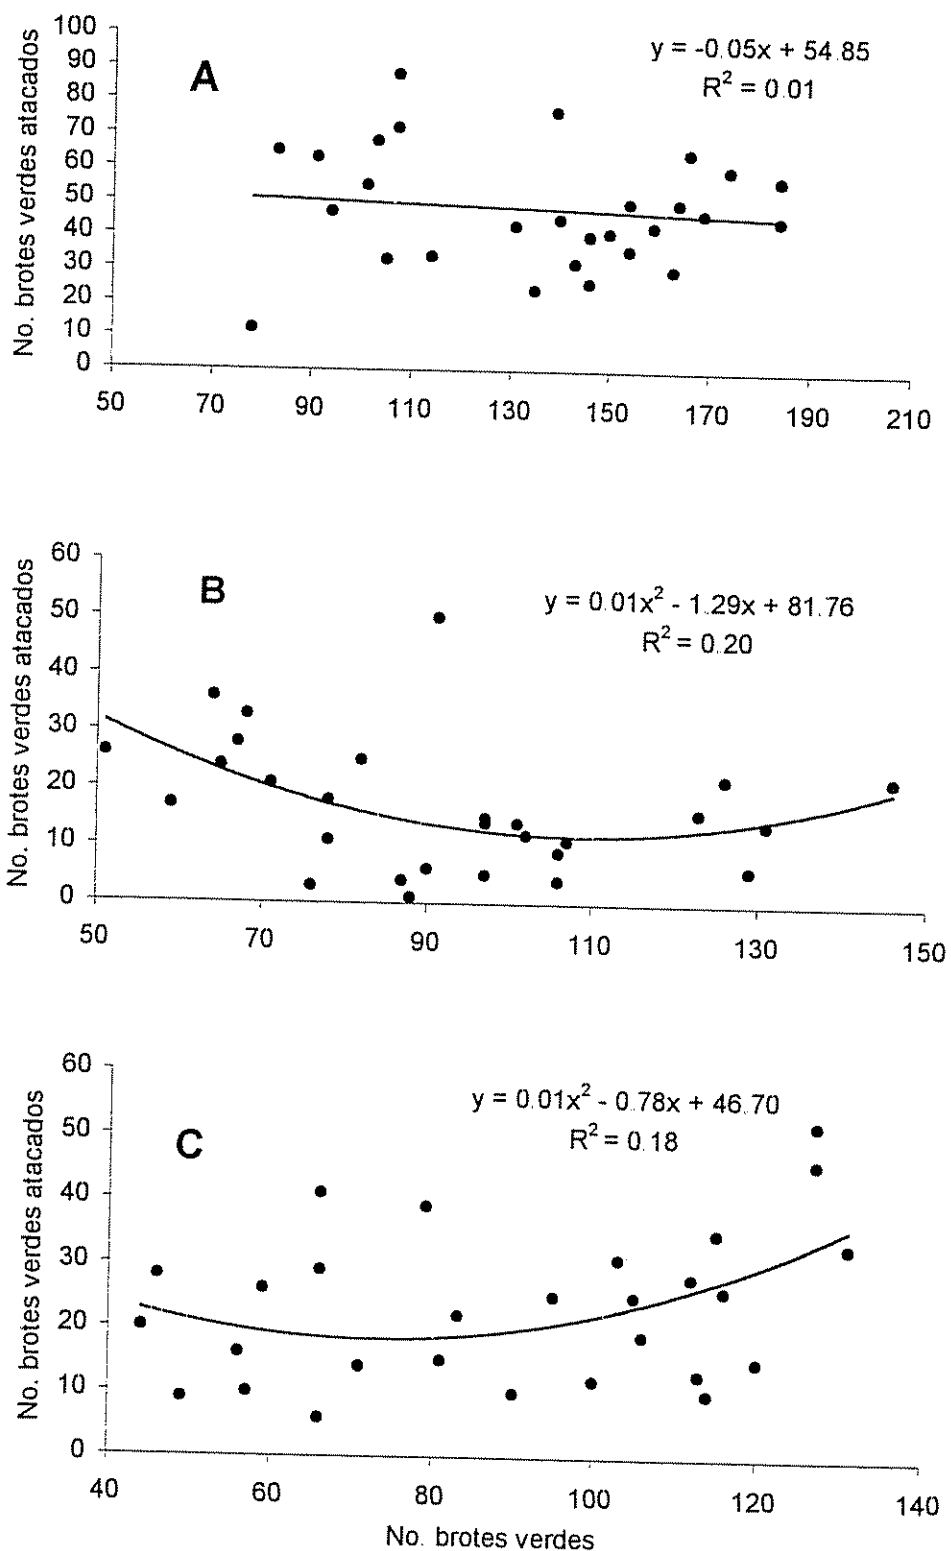 No. brotes verdes atacados
100
90
80
70
60
50
40
30
20
10
0
A
y = -0.05x + 54.85
R² = 0.01
50 70 90 110 130 150 170 190 210
No. brotes verdes atacados
60
50
40
30
20
10
0
B
y = 0.01x² - 1.29x + 81.76
R² = 0.20
50 70 90 110 130 150
No. brotes verdes atacados
60
50
40
30
20
10
0
C
y = 0.01x² - 0.78x + 46.70
R² = 0.18
40 60 80 100 120 140
No. brotes verdes